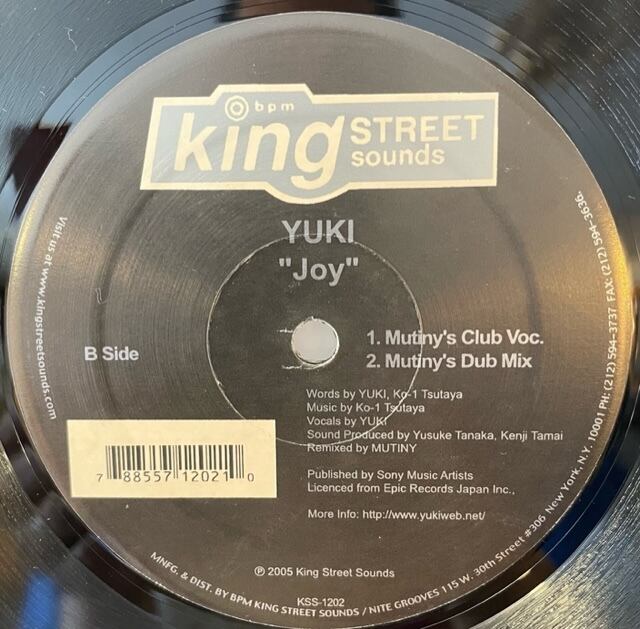 bpm
king STREET
sounds
YUKI
"Joy"
B Side
1. Mutiny's Club Voc.
2. Mutiny's Dub Mix
Words by YUKI, Ko-1 Tsutaya
Music by Ko-1 Tsutaya
Vocals by YUKI
Sound Produced by Yusuke Tanaka, Kenji Tamai
Remixed by MUTINY
Published by Sony Music Artists
Licenced from Epic Records Japan Inc.,
More Info: http://www.yukiweb.net/
7 88557 12021 0
℗ 2005 King Street Sounds
KSS-1202
Visit us at www.kingstreetsounds.com
MNFG. & DIST. BY BPM KING STREET SOUNDS / NITE GROOVES 115 W. 30th Street #306 New York, N.Y. 10001 PH: (212) 594-3737 FAX: (212) 594-3636.